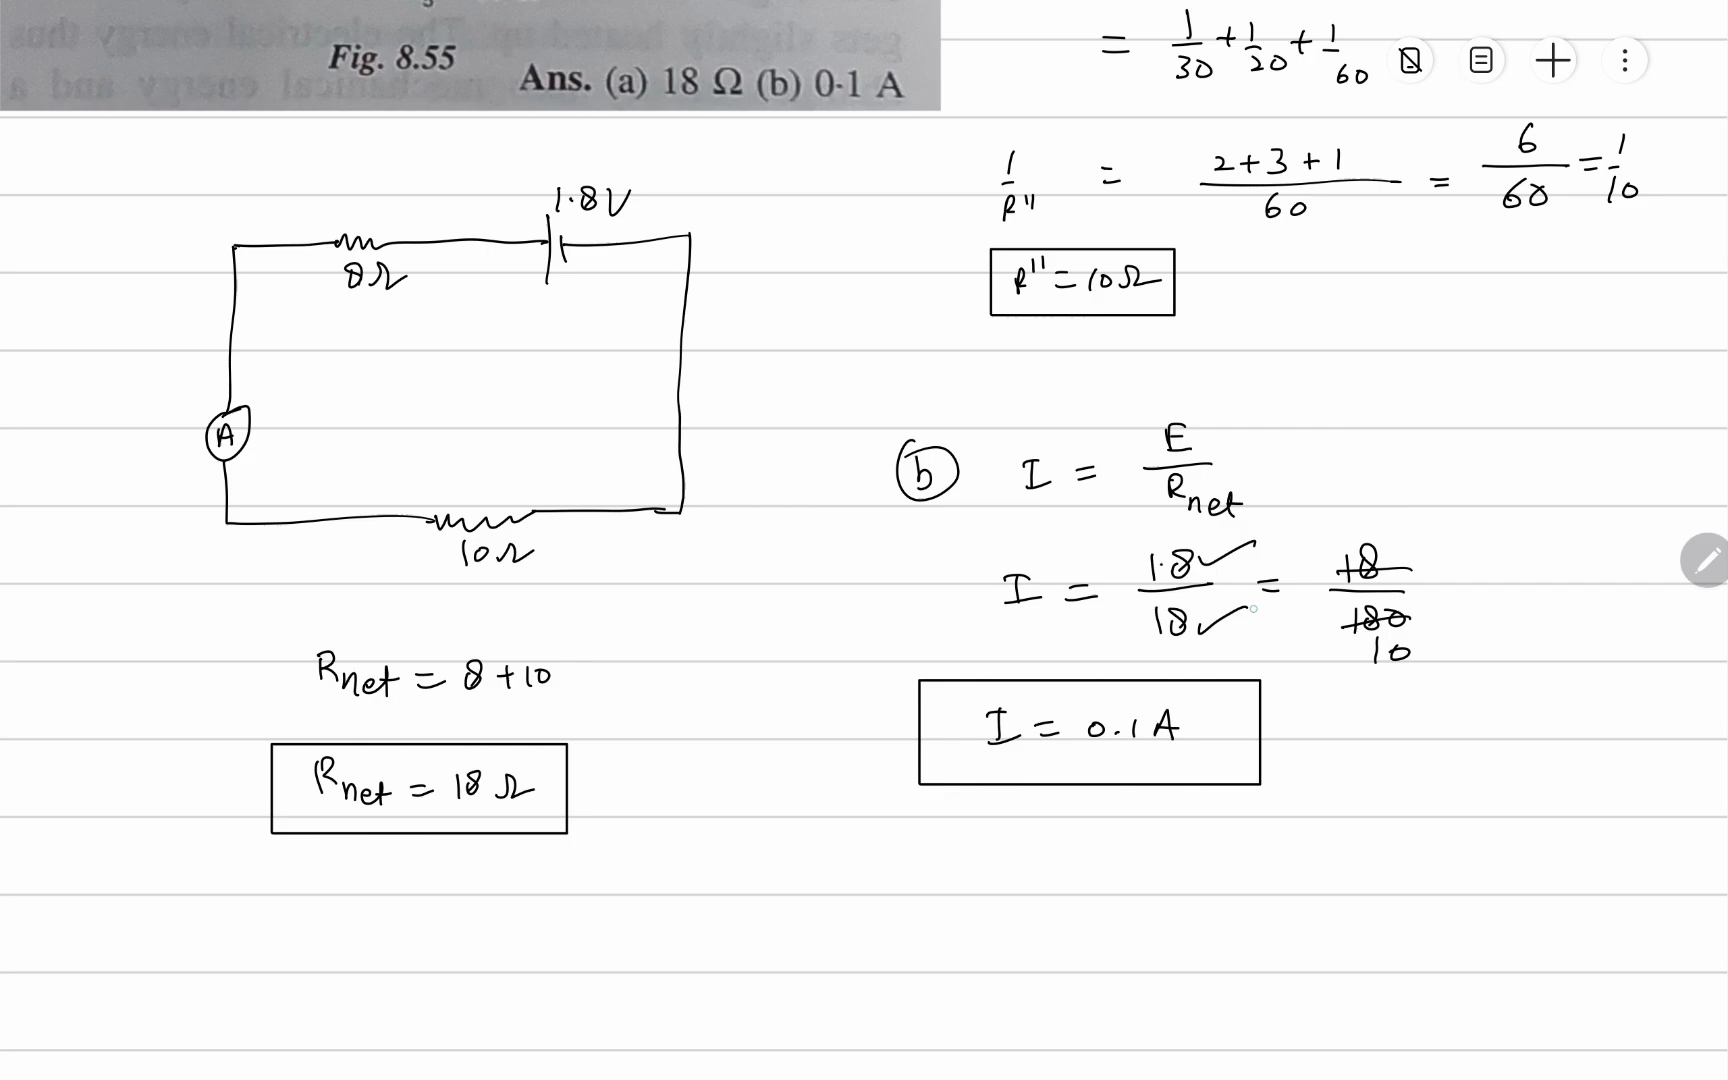 Fig. 8.55
Ans. (a) 18 Ω (b) 0·1 A
= 1/30 + 1/20 + 1/60
1/R'' = (2+3+1)/60 = 6/60 = 1/10
R'' = 10Ω
1.8V
8Ω
A
10Ω
Rnet = 8+10
Rnet = 18 Ω
(b) I = E/Rnet
I = 1.8/18 = 18/180
10
I = 0.1 A